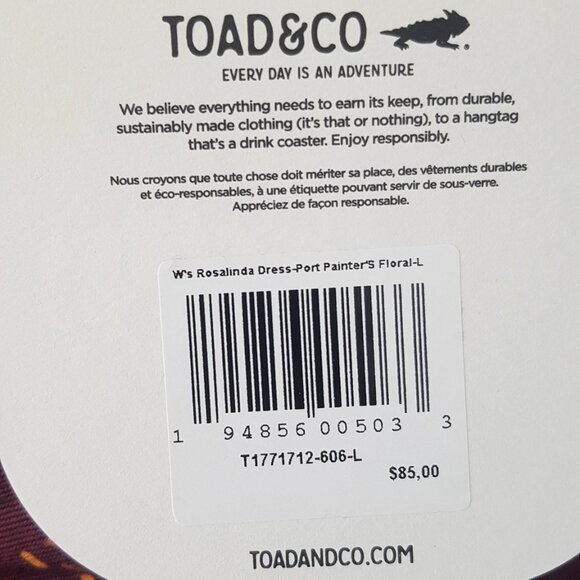 TOAD&CO
EVERY DAY IS AN ADVENTURE
We believe everything needs to earn its keep, from durable,
sustainably made clothing (it's that or nothing), to a hangtag
that's a drink coaster. Enjoy responsibly.
Nous croyons que toute chose doit mériter sa place, des vêtements durables
et éco-responsables, à une étiquette pouvant servir de sous-verre.
Appréciez de façon responsable.
W's Rosalinda Dress-Port Painter'S Floral-L
1 94856 00503 3
T1771712-606-L
$85,00
TOADANDCO.COM